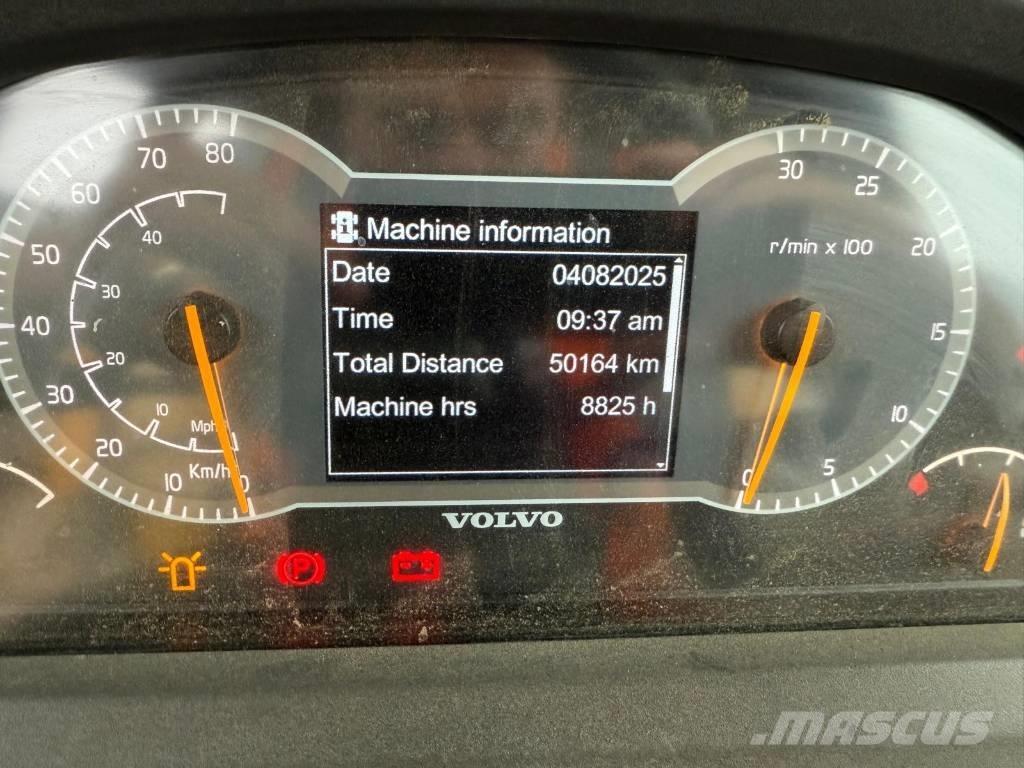 Machine information
Date 04082025
Time 09:37 am
Total Distance 50164 km
Machine hrs 8825 h
80
70
60
50
40
30
20
10
0
Km/h
40
30
20
10
Mph
30
25
20
15
10
5
0
r/min x 100
VOLVO
P
MASCUS